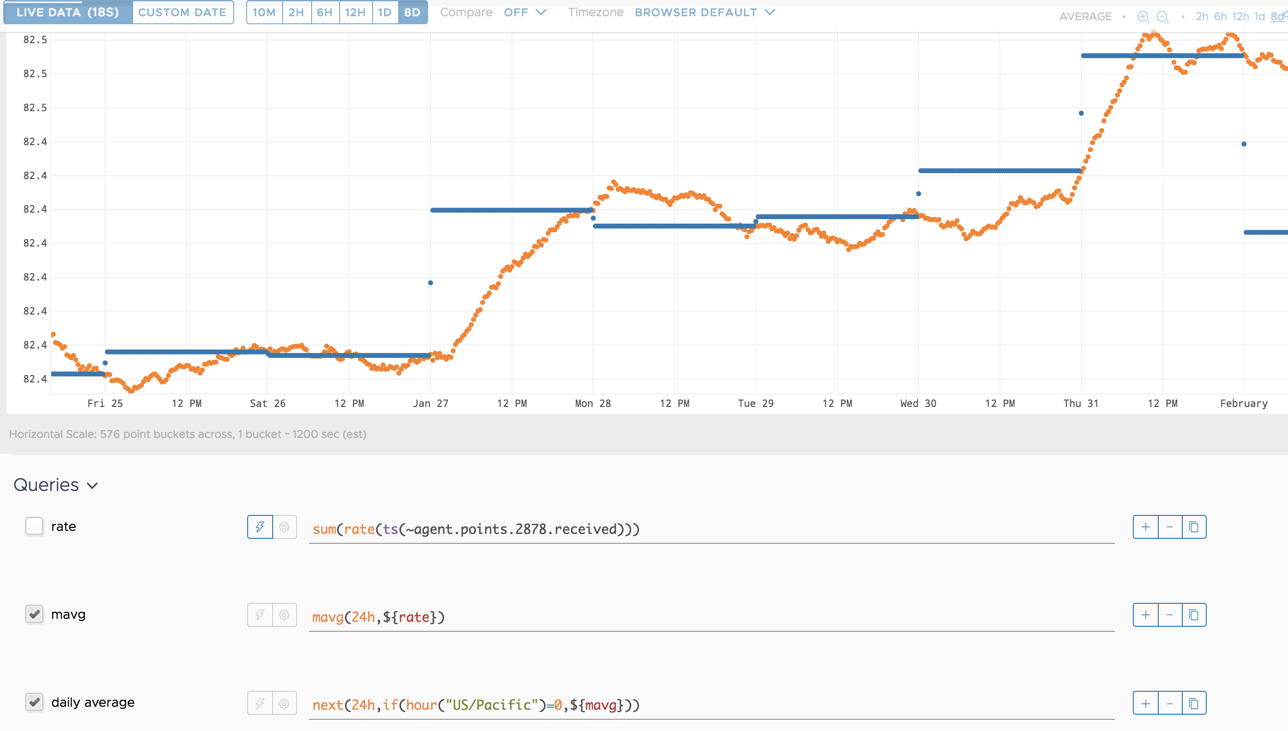 LIVE DATA (18S) CUSTOM DATE 10M 2H 6H 12H 1D 8D Compare OFF Timezone BROWSER DEFAULT AVERAGE • • 2h 6h 12h 1d 8d
82.5
82.5
82.5
82.4
82.4
82.4
82.4
82.4
82.4
82.4
82.4
Fri 25 12 PM Sat 26 12 PM Jan 27 12 PM Mon 28 12 PM Tue 29 12 PM Wed 30 12 PM Thu 31 12 PM February
Horizontal Scale: 576 point buckets across, 1 bucket ~ 1200 sec (est)
Queries
rate sum(rate(ts(~agent.points.2878.received))) + −
mavg mavg(24h,${rate}) + −
daily average next(24h,if(hour("US/Pacific")=0,${mavg})) + −